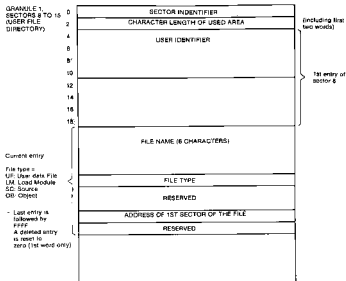 GRANULE 1,
SECTORS 8 TO 15
(USER FILE
DIRECTORY)
0
SECTOR INDENTIFIER
2
CHARACTER LENGTH OF USED AREA
(including first
two words)
4
USER IDENTIFIER
6
8
10
12
14
16
18
1st entry of
sector 8
FILE NAME (6 CHARACTERS)
Current entry
File type =
UF: User data File
LM: Load Module
SC: Source
OB: Object
FILE TYPE
RESERVED
- Last entry is
followed by
FFFF
A deleted entry
is reset to
zero (1st word only)
ADDRESS OF 1ST SECTOR OF THE FILE
RESERVED